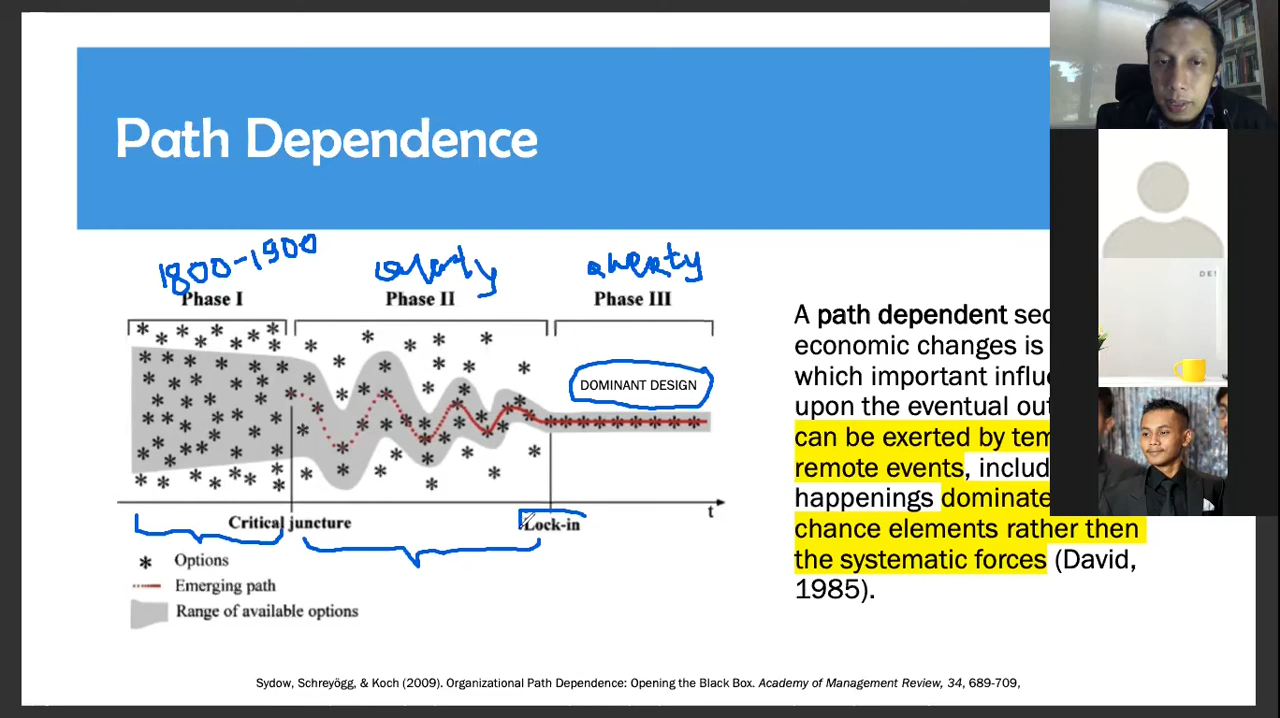 Path Dependence
1800-1900
qwerty
Phase I
Phase II
Phase III
DOMINANT DESIGN
Critical juncture
Lock-in
t
Options
Emerging path
Range of available options
A path dependent sec
economic changes is
which important influe
upon the eventual out
can be exerted by tem
remote events, includ
happenings dominate
chance elements rather then
the systematic forces (David,
1985).
Sydow, Schreyögg, & Koch (2009). Organizational Path Dependence: Opening the Black Box. Academy of Management Review, 34, 689-709,